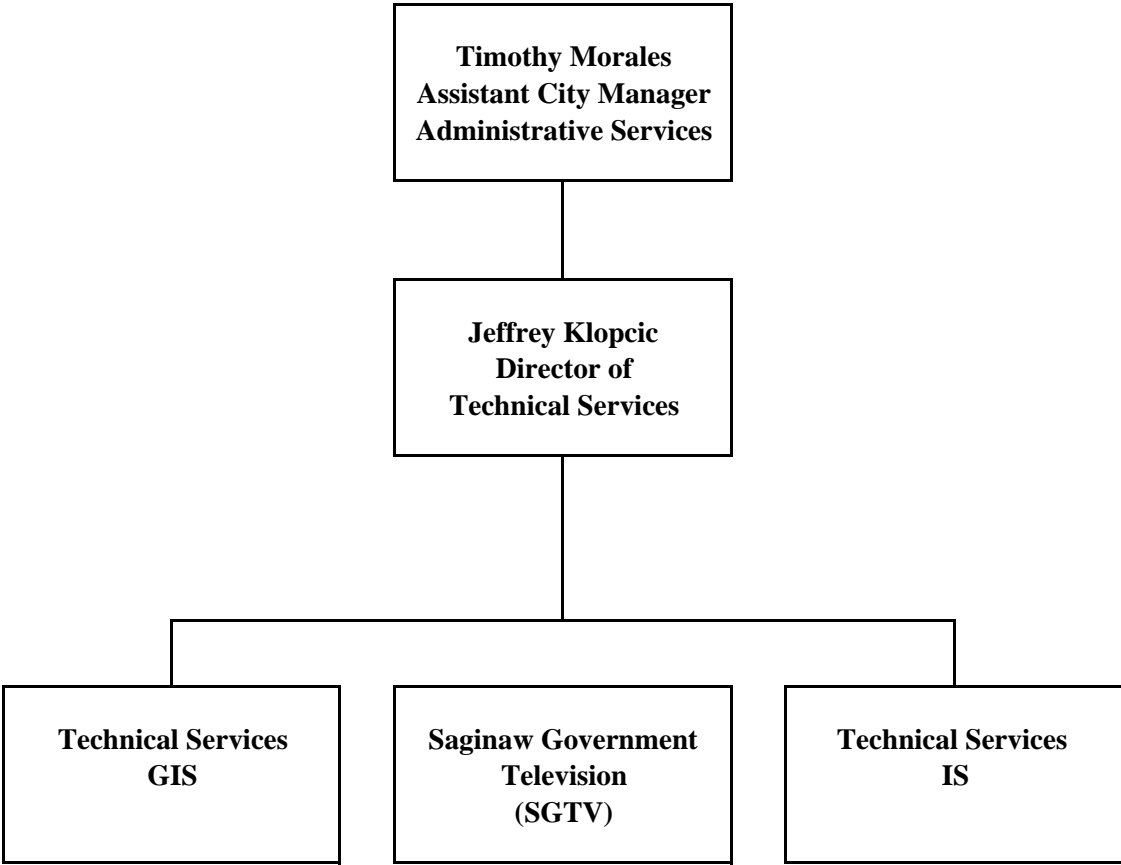 Timothy Morales
Assistant City Manager
Administrative Services
Jeffrey Klopcic
Director of
Technical Services
Technical Services
GIS
Saginaw Government
Television
(SGTV)
Technical Services
IS